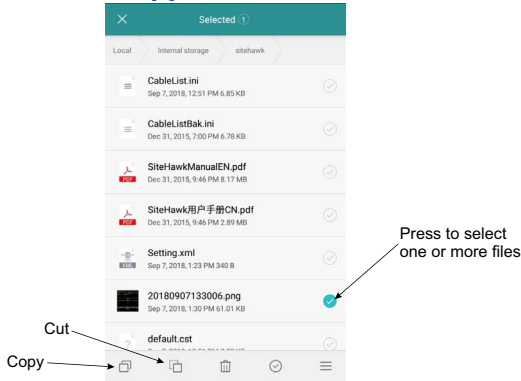 Selected 1
Local Internal storage sitehawk
CableList.ini
Sep 7, 2018, 12:51 PM 6.85 KB
CableListBak.ini
Dec 31, 2015, 7:00 PM 6.78 KB
PDF
SiteHawkManualEN.pdf
Dec 31, 2015, 9:46 PM 8.17 MB
PDF
SiteHawk用户手册CN.pdf
Dec 31, 2015, 9:46 PM 2.89 MB
XML
Setting.xml
Sep 7, 2018, 1:23 PM 340 B
20180907133006.png
Sep 7, 2018, 1:30 PM 61.01 KB
?
default.cst
Press to select
one or more files
Cut
Copy